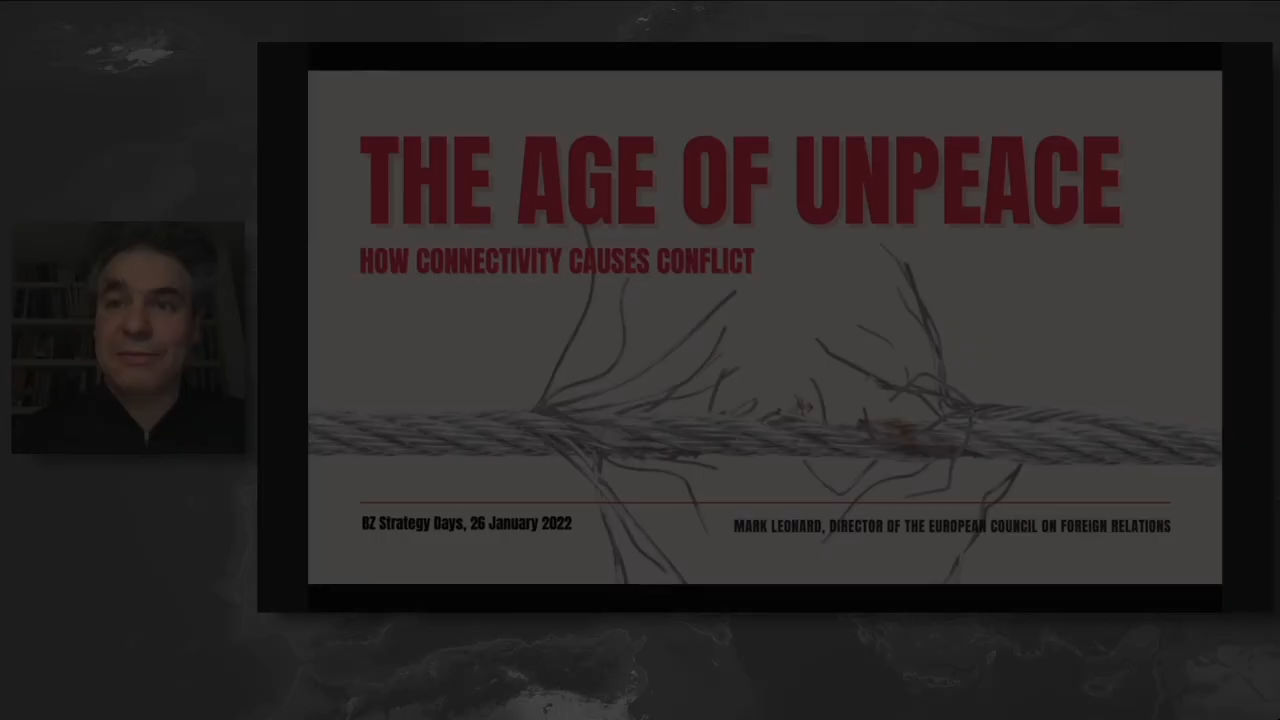 THE AGE OF UNPEACE
HOW CONNECTIVITY CAUSES CONFLICT
BZ Strategy Days, 26 January 2022
MARK LEONARD, DIRECTOR OF THE EUROPEAN COUNCIL ON FOREIGN RELATIONS